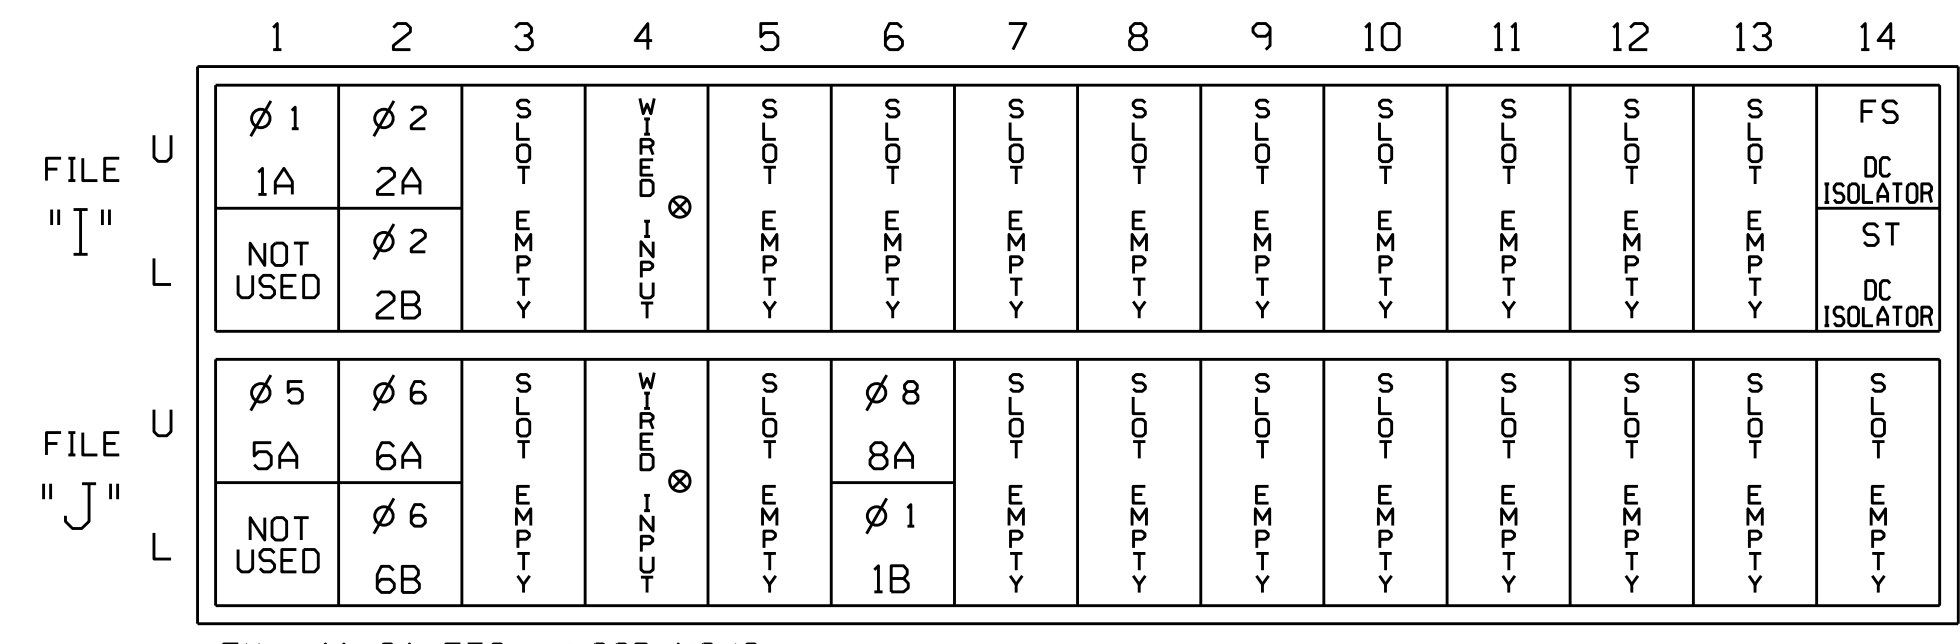 1 2 3 4 5 6 7 8 9 10 11 12 13 14
FILE
"I"
U
L
Ø 1
1A
NOT
USED
Ø 2
2A
Ø 2
2B
SLOT EMPTY
WIRED INPUT
⊗
SLOT EMPTY
SLOT EMPTY
SLOT EMPTY
SLOT EMPTY
SLOT EMPTY
SLOT EMPTY
SLOT EMPTY
SLOT EMPTY
SLOT EMPTY
FS
DC
ISOLATOR
ST
DC
ISOLATOR
FILE
"J"
U
L
Ø 5
5A
NOT
USED
Ø 6
6A
Ø 6
6B
SLOT EMPTY
WIRED INPUT
⊗
SLOT EMPTY
Ø 8
8A
Ø 1
1B
SLOT EMPTY
SLOT EMPTY
SLOT EMPTY
SLOT EMPTY
SLOT EMPTY
SLOT EMPTY
SLOT EMPTY
SLOT EMPTY